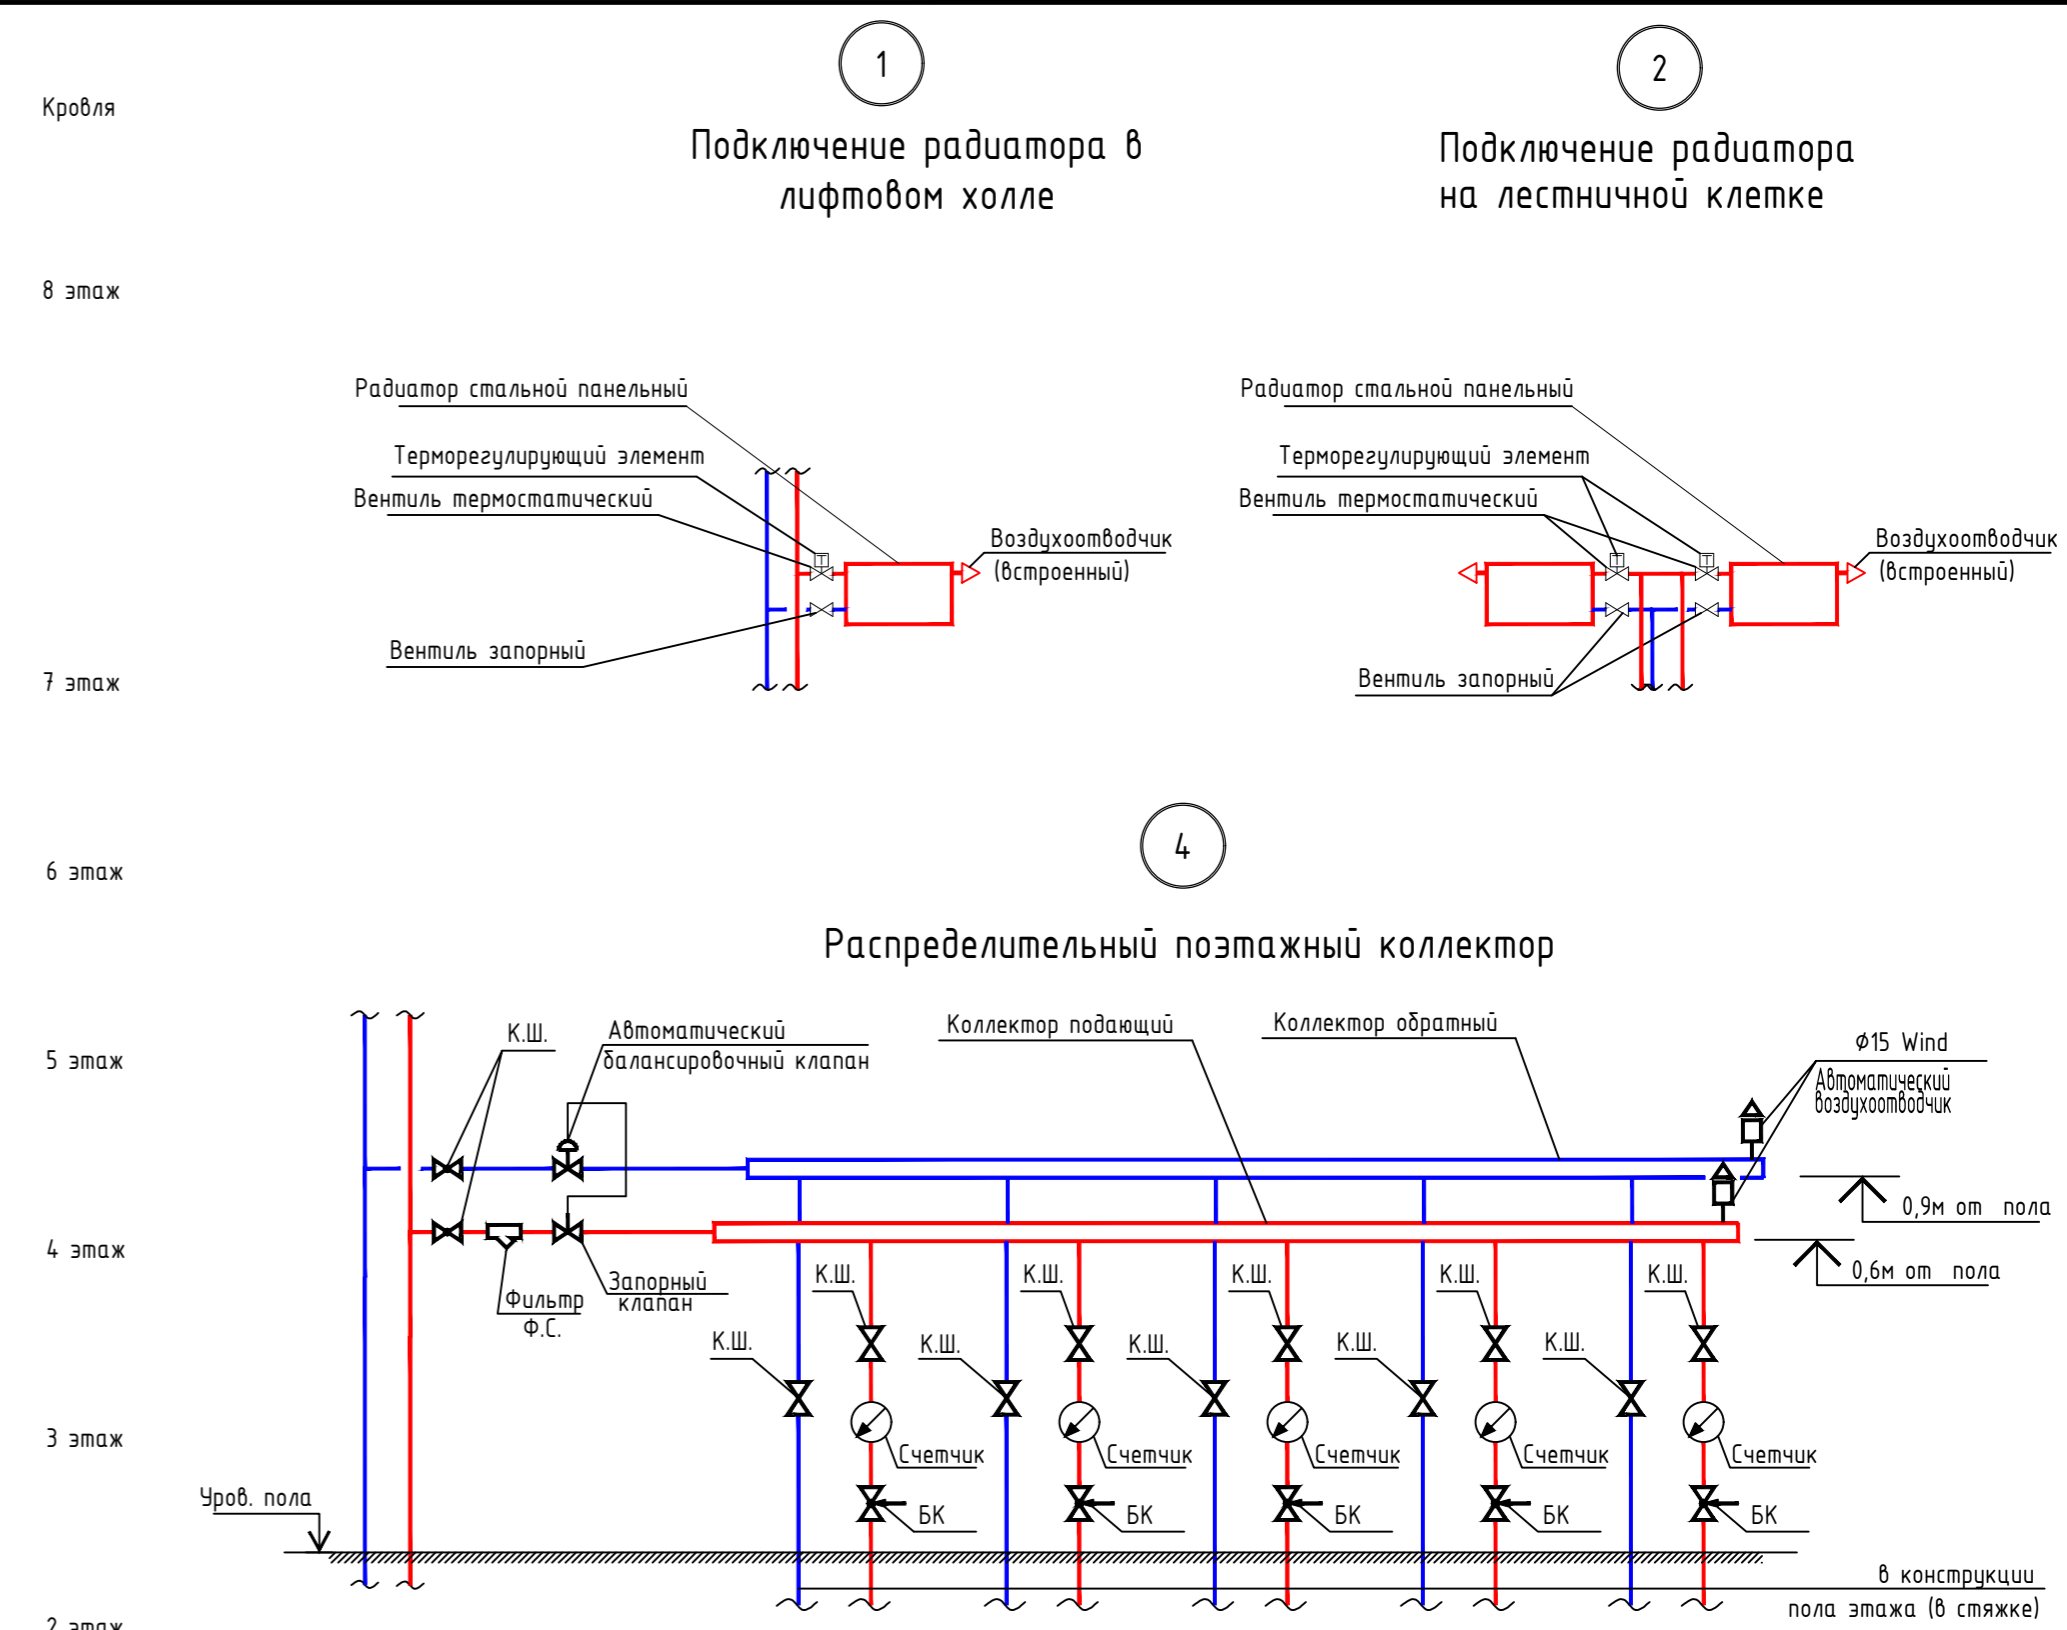 1
2
Кровля
Подключение радиатора в
лифтовом холле
Подключение радиатора
на лестничной клетке
8 этаж
Радиатор стальной панельный
Терморегулирующий элемент
Вентиль термостатический
Т
Воздухоотводчик
(встроенный)
Вентиль запорный
Радиатор стальной панельный
Терморегулирующий элемент
Вентиль термостатический
Т
Т
Воздухоотводчик
(встроенный)
Вентиль запорный
7 этаж
4
6 этаж
Распределительный поэтажный коллектор
К.Ш.
Автоматический
балансировочный клапан
Коллектор подающий
Коллектор обратный
Ø15 Wind
Автоматический
воздухоотводчик
5 этаж
0,9м от пола
4 этаж
0,6м от пола
Запорный
клапан
Фильтр
Ф.С.
К.Ш.
К.Ш.
К.Ш.
К.Ш.
К.Ш.
К.Ш.
К.Ш.
К.Ш.
К.Ш.
К.Ш.
3 этаж
Счетчик
Счетчик
Счетчик
Счетчик
Счетчик
Уров. пола
БК
БК
БК
БК
БК
в конструкции
пола этажа (в стяжке)
2 этаж